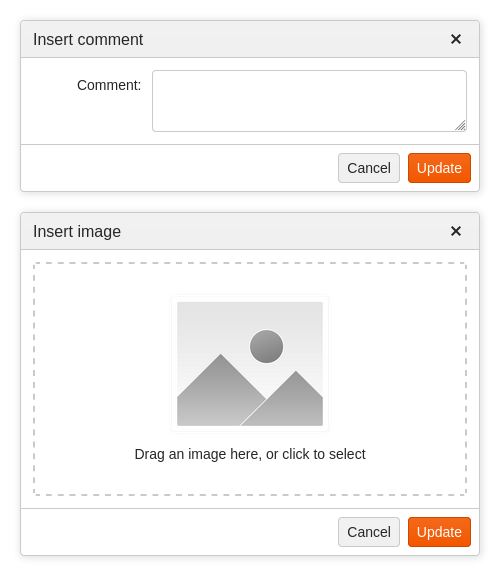 Insert comment
Comment:
Cancel Update
Insert image
Drag an image here, or click to select
Cancel Update